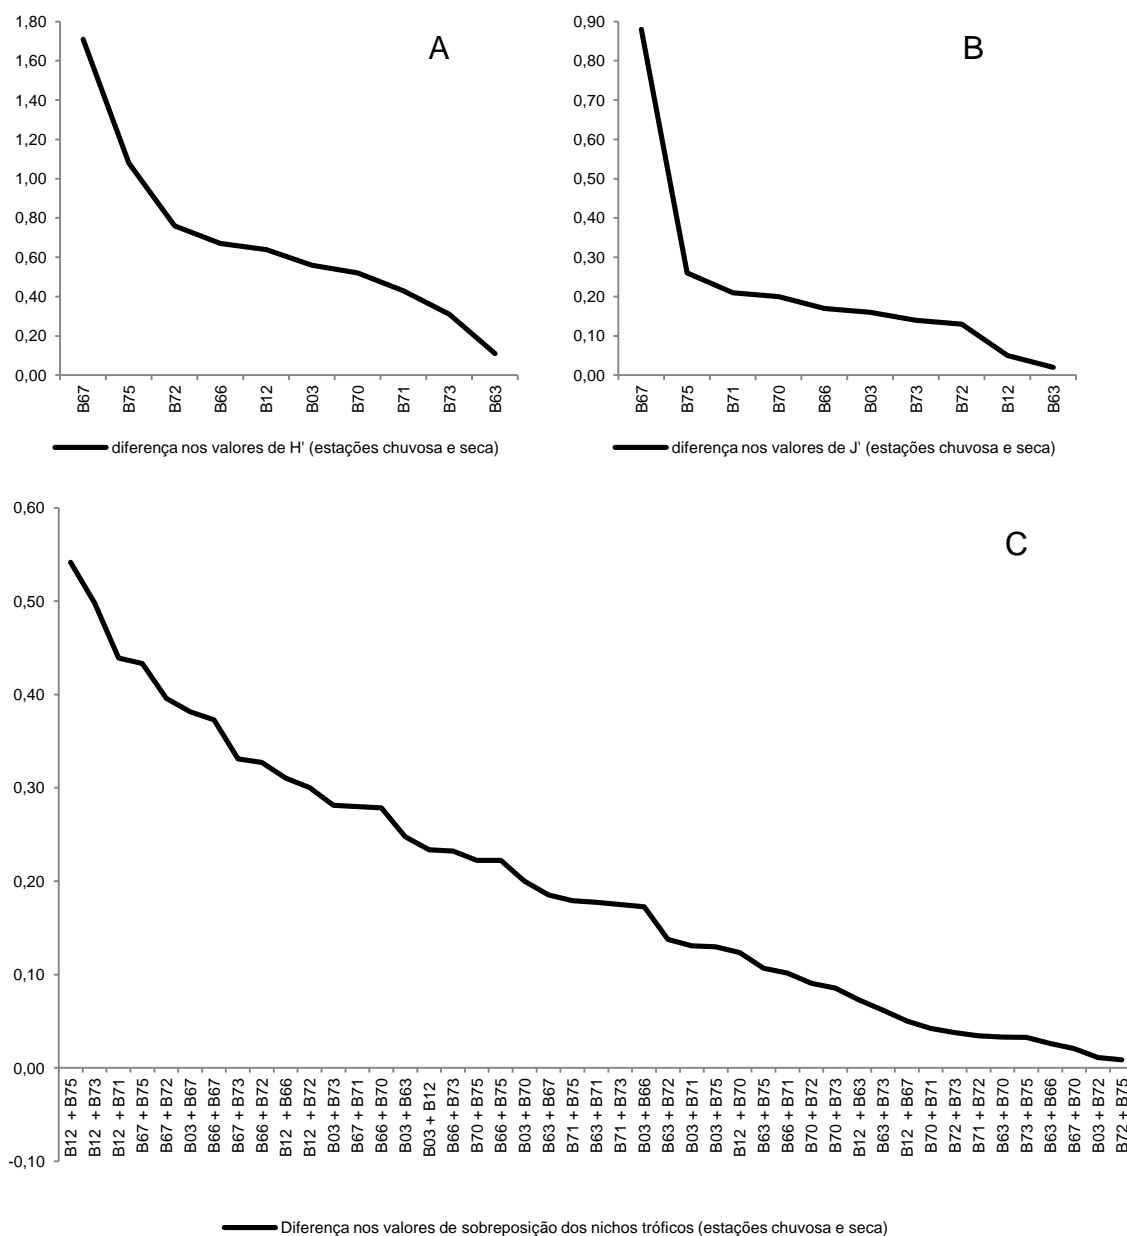 A
1,80
1,60
1,40
1,20
1,00
0,80
0,60
0,40
0,20
0,00
B67
B75
B72
B66
B12
B03
B70
B71
B73
B63
diferença nos valores de H' (estações chuvosa e seca)
B
0,90
0,80
0,70
0,60
0,50
0,40
0,30
0,20
0,10
0,00
B67
B75
B71
B70
B66
B03
B73
B72
B12
B63
diferença nos valores de J' (estações chuvosa e seca)
C
0,60
0,50
0,40
0,30
0,20
0,10
0,00
-0,10
B12 + B75
B12 + B73
B12 + B71
B67 + B75
B67 + B72
B03 + B67
B66 + B67
B67 + B73
B66 + B72
B12 + B66
B12 + B72
B03 + B73
B67 + B71
B66 + B70
B03 + B63
B03 + B12
B66 + B73
B70 + B75
B66 + B75
B03 + B70
B63 + B67
B71 + B75
B63 + B71
B71 + B73
B03 + B66
B63 + B72
B03 + B71
B03 + B75
B12 + B70
B63 + B75
B66 + B71
B70 + B72
B70 + B73
B12 + B63
B63 + B73
B12 + B67
B70 + B71
B72 + B73
B71 + B72
B63 + B70
B73 + B75
B63 + B66
B67 + B70
B03 + B72
B72 + B75
Diferença nos valores de sobreposição dos nichos tróficos (estações chuvosa e seca)